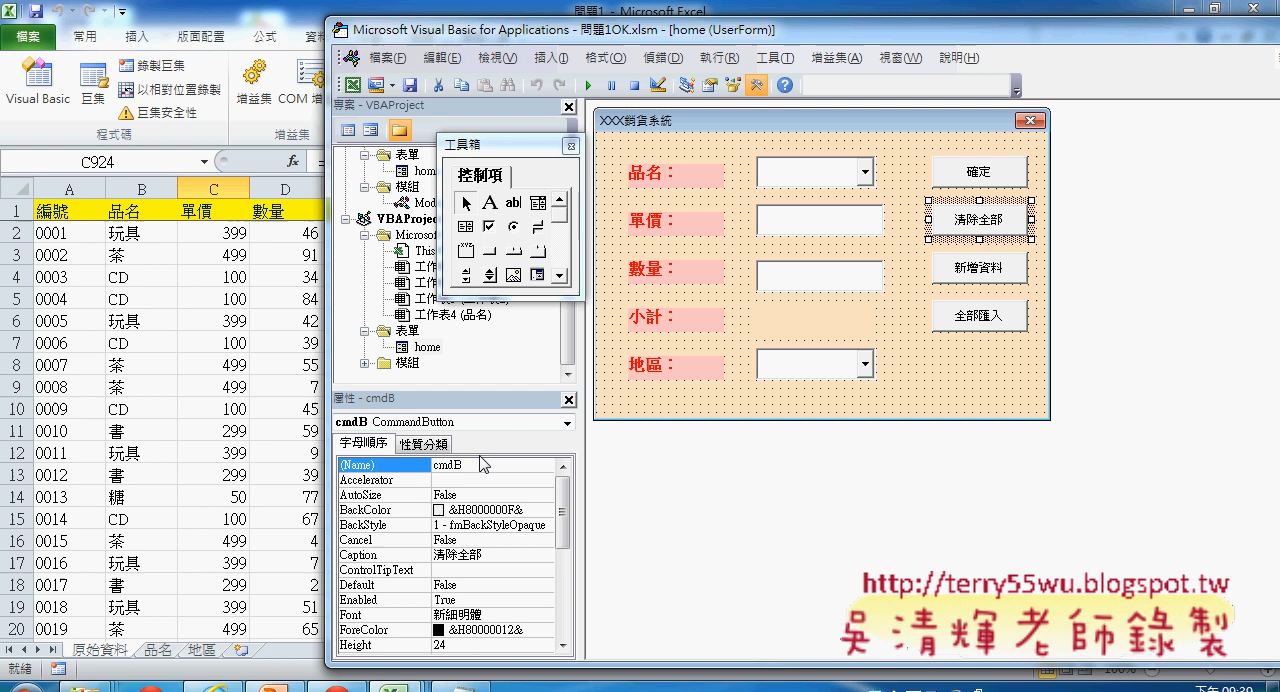 問題1 - Microsoft Excel
檔案 常用 插入 版面配置 公式
Visual Basic 巨集 錄製巨集 以相對位置錄製 巨集安全性 增益集
程式碼 增益集
C924 fx
A B C D
1 編號 品名 單價 數量
2 0001 玩具 399 46
3 0002 茶 499 91
4 0003 CD 100 34
5 0004 CD 100 84
6 0005 玩具 399 42
7 0006 CD 100 39
8 0007 茶 499 55
9 0008 茶 499 7
10 0009 CD 100 45
11 0010 書 299 59
12 0011 玩具 399 9
13 0012 書 299 39
14 0013 糖 50 77
15 0014 CD 100 67
16 0015 茶 499 4
17 0016 玩具 399 7
18 0017 書 299 2
19 0018 玩具 399 51
20 0019 茶 499 65
原始資料 品名 地區
就緒
Microsoft Visual Basic for Applications - 問題1OK.xlsm - [home (UserForm)]
檔案(F) 編輯(E) 檢視(V) 插入(I) 格式(O) 偵錯(D) 執行(R) 工具(T) 增益集(A) 視窗(W) 說明(H)
專案 - VBAProject
表單
模組
工作表4 (品名)
表單
home
模組
工具箱
控制項
屬性 - cmdB
cmdB CommandButton
字母順序 性質分類
(Name) cmdB
Accelerator
AutoSize False
BackColor &H8000000F&
BackStyle 1 - fmBackStyleOpaque
Cancel False
Caption 清除全部
ControlTipText
Default False
Enabled True
Font 新細明體
ForeColor &H80000012&
Height 24
XXX銷貨系統
品名：
單價：
數量：
小計：
地區：
確定
清除全部
新增資料
全部匯入
http://terry55wu.blogspot.tw
吳清輝老師錄製
100%
下午 09:39